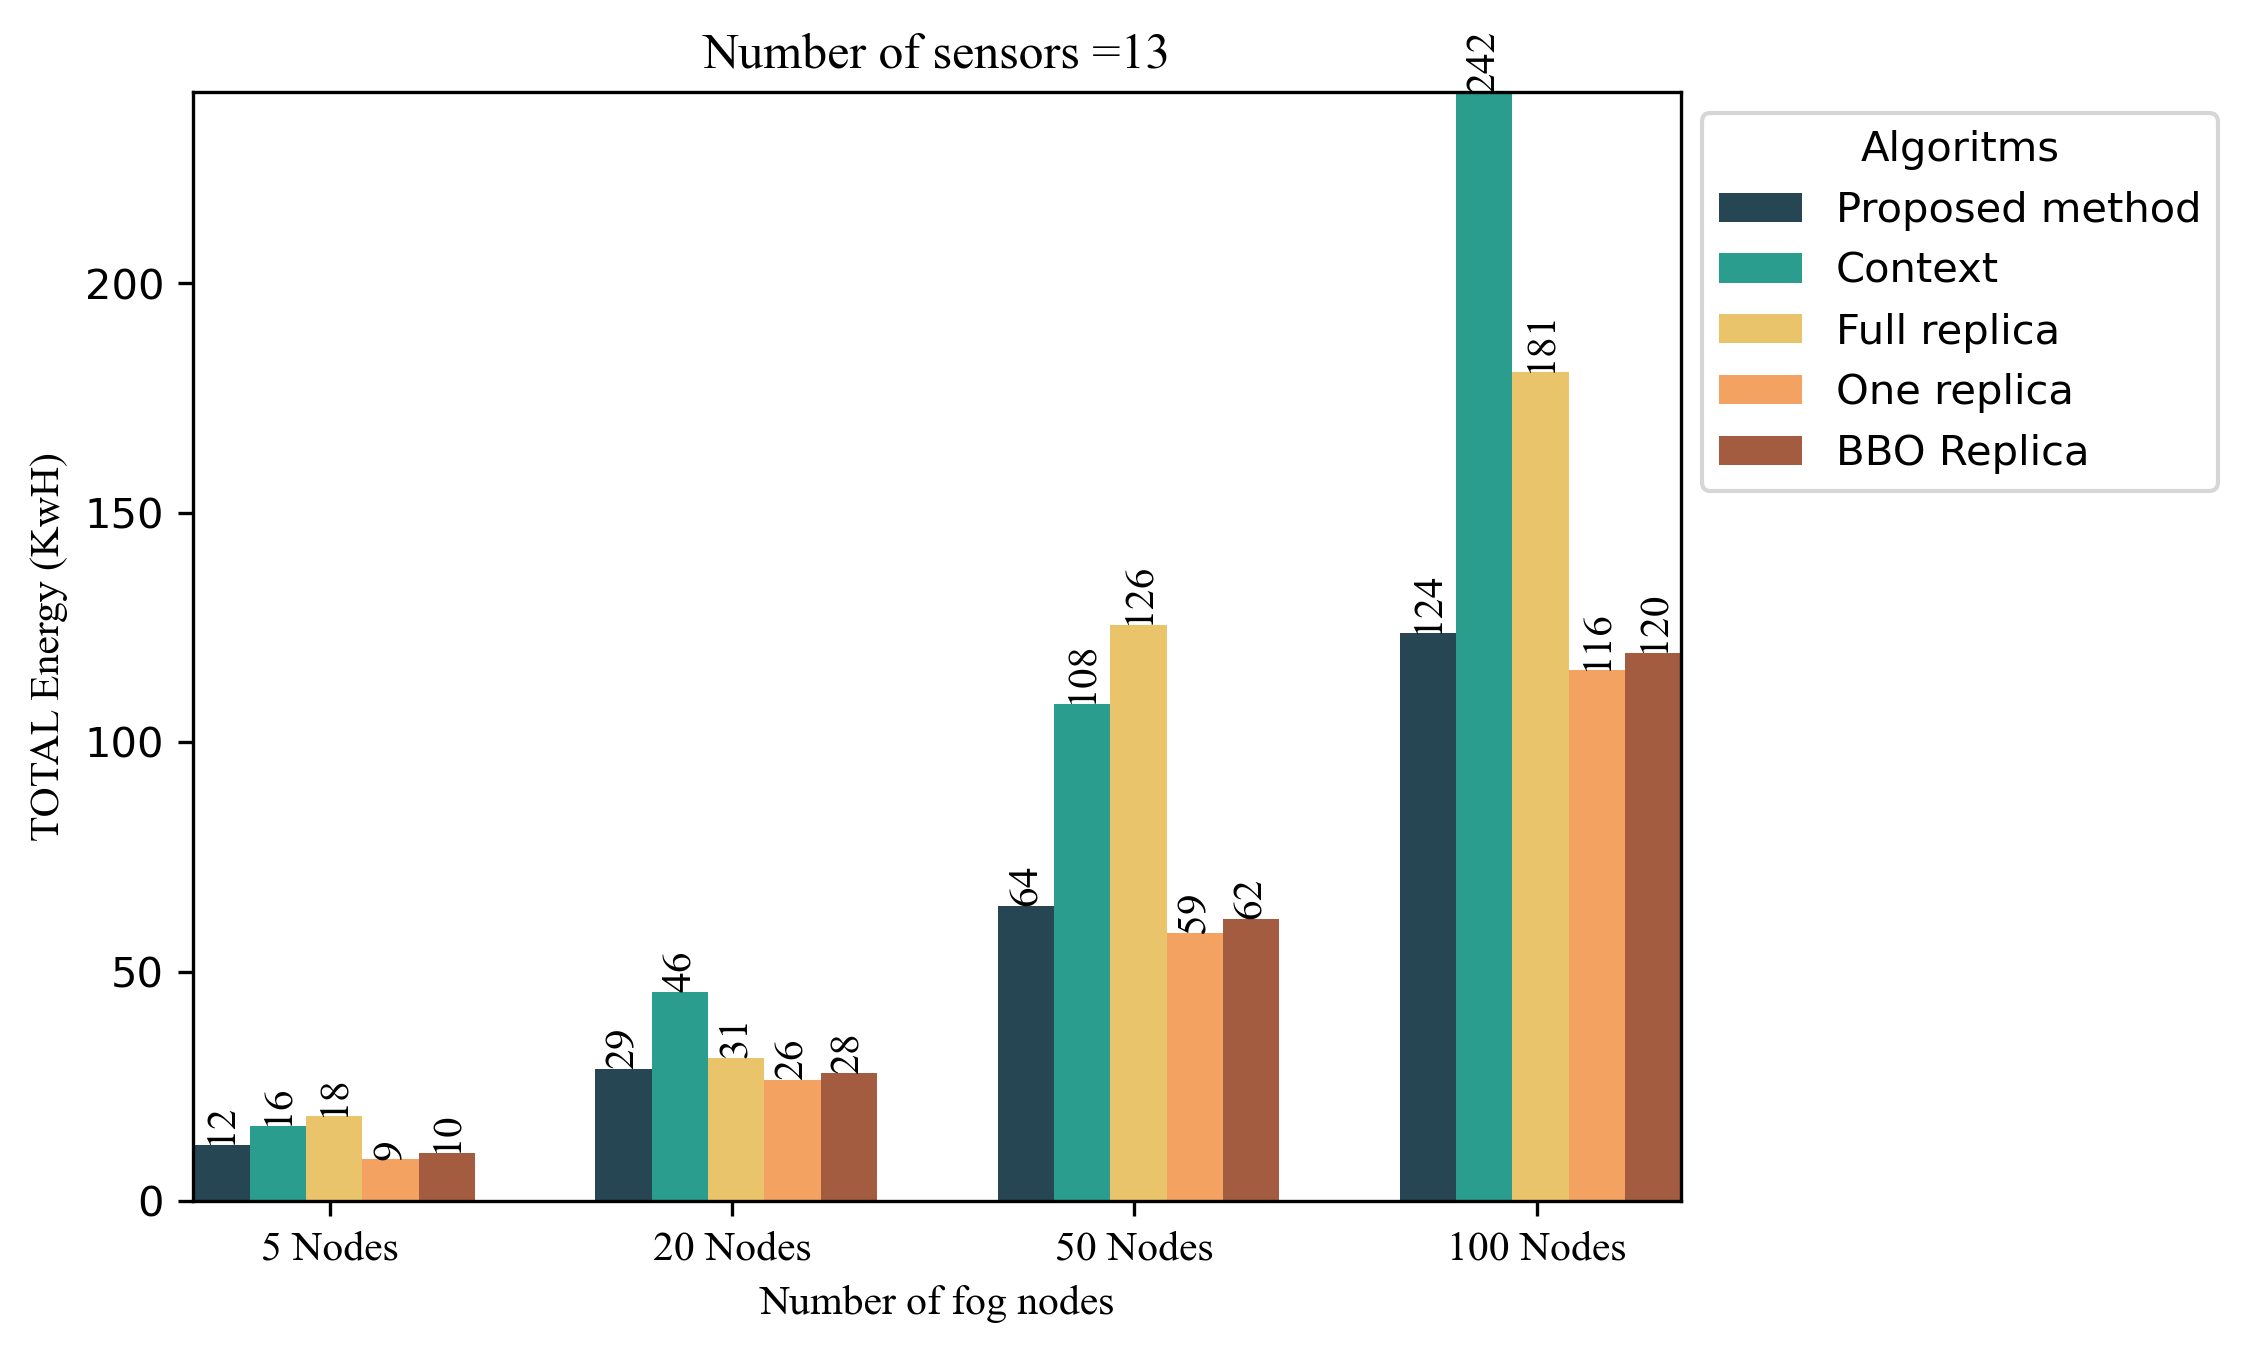 Number of sensors =13
TOTAL Energy (KwH)
200
150
100
50
0
12
16
18
9
10
29
46
31
26
28
64
108
126
59
62
124
242
181
116
120
5 Nodes
20 Nodes
50 Nodes
100 Nodes
Number of fog nodes
Algoritms
Proposed method
Context
Full replica
One replica
BBO Replica